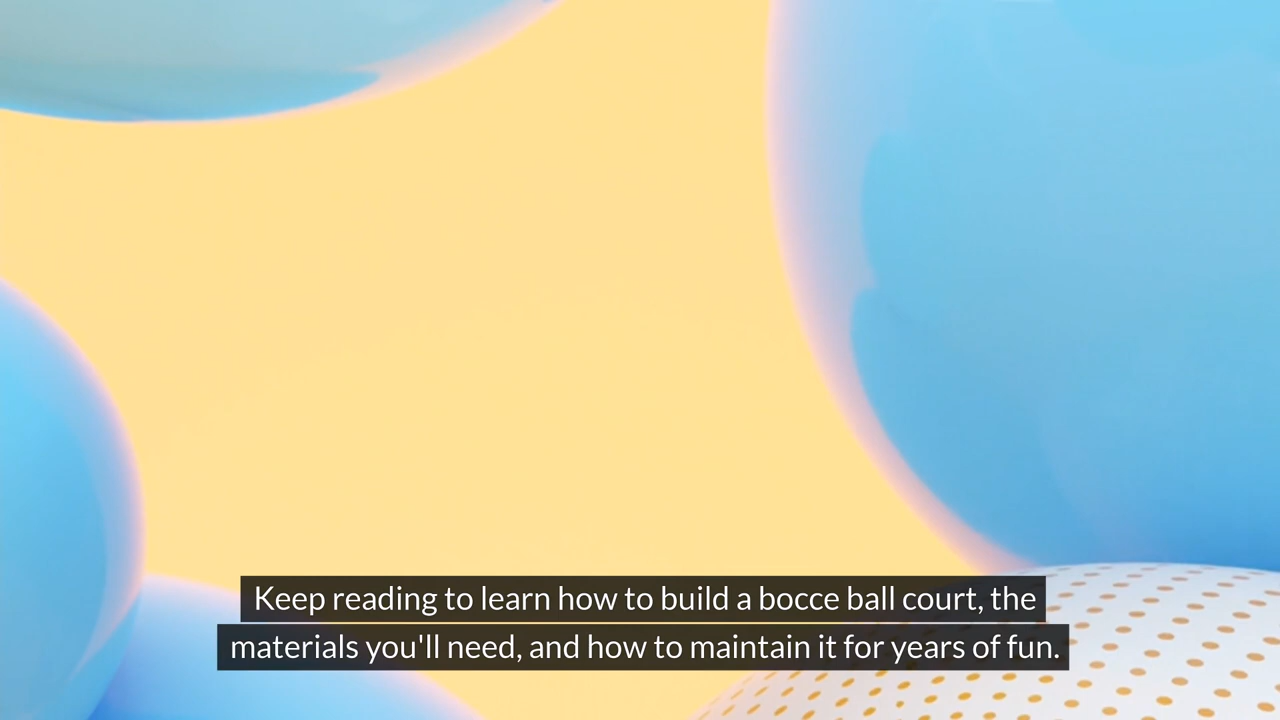 Keep reading to learn how to build a bocce ball court, the
materials you'll need, and how to maintain it for years of fun.